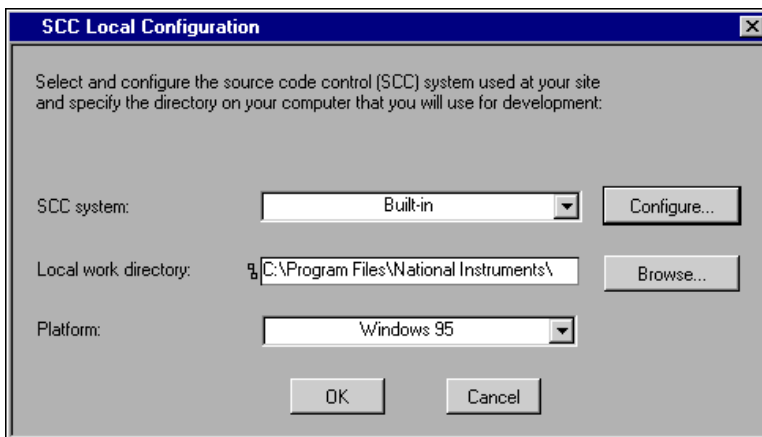 SCC Local Configuration
Select and configure the source code control (SCC) system used at your site
and specify the directory on your computer that you will use for development:
SCC system: Built-in Configure...
Local work directory: C:\Program Files\National Instruments\ Browse...
Platform: Windows 95
OK Cancel